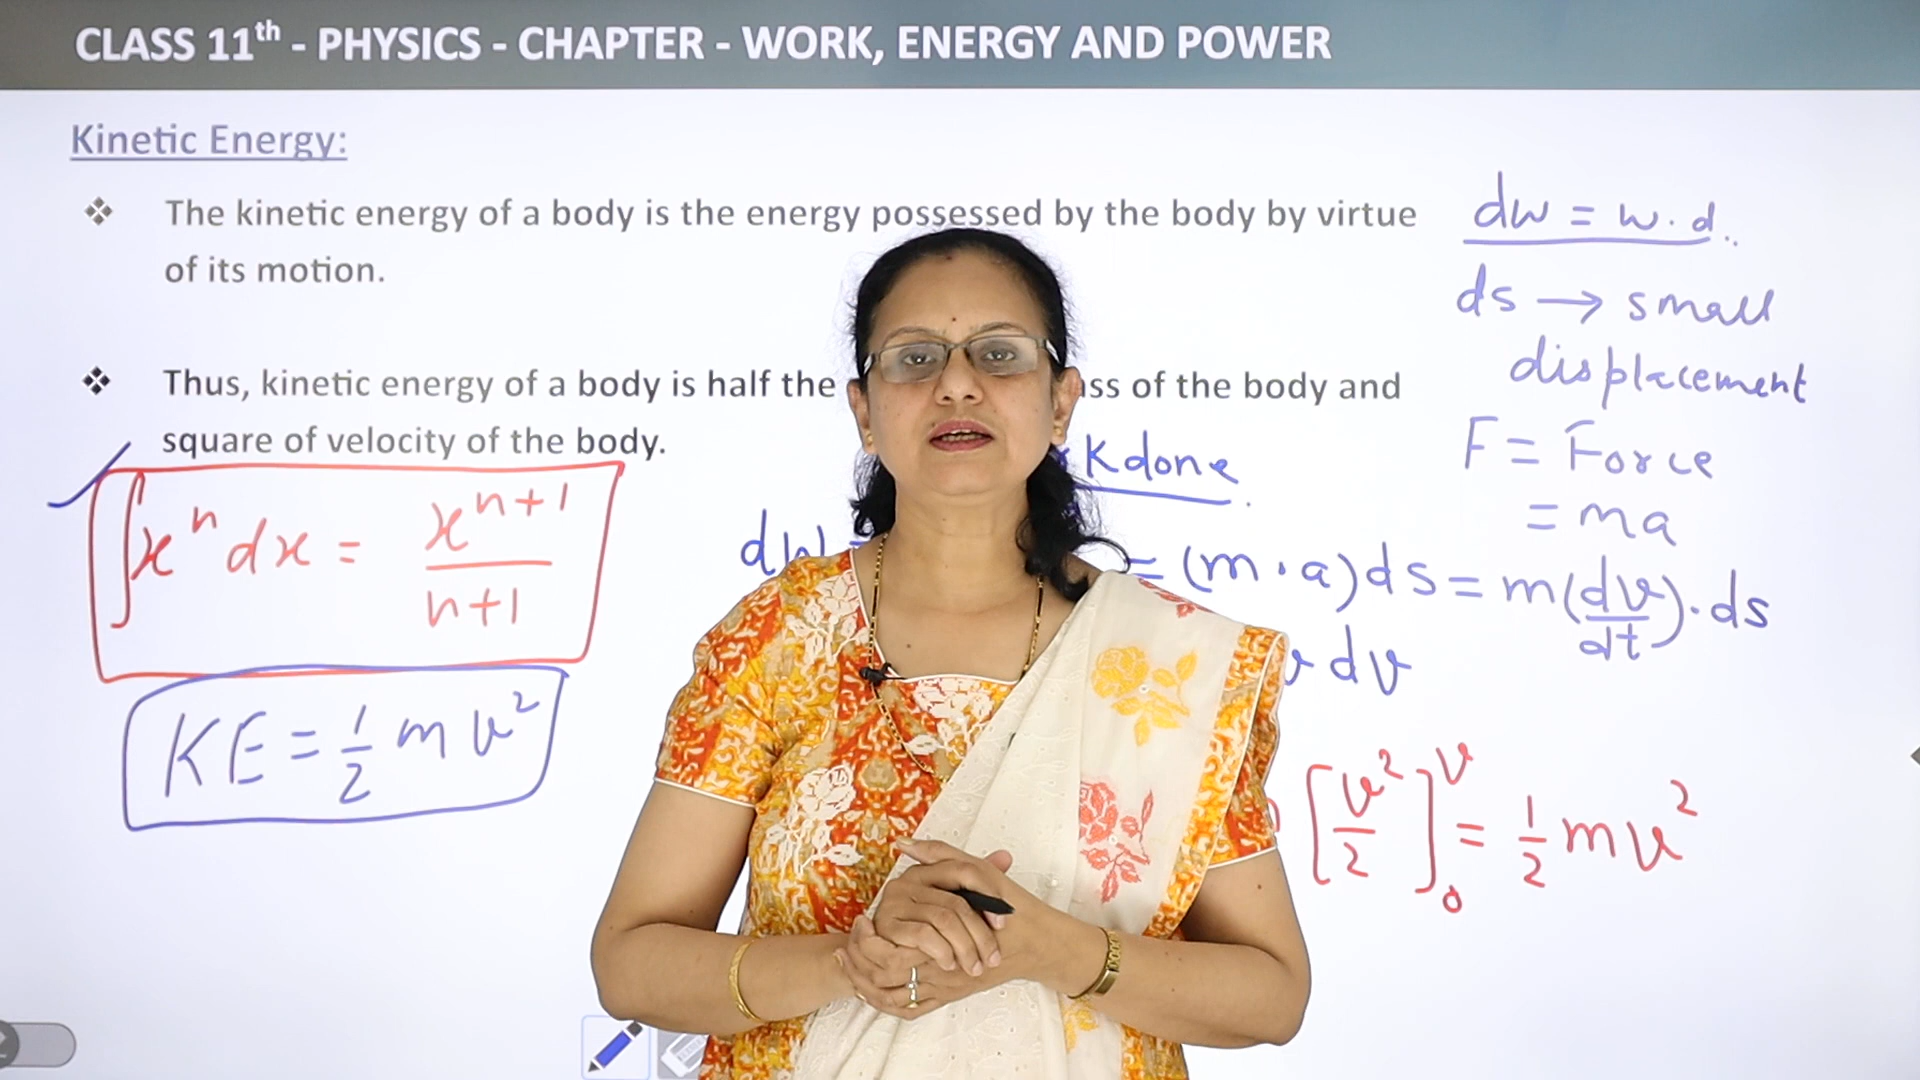 CLASS 11th - PHYSICS - CHAPTER - WORK, ENERGY AND POWER
Kinetic Energy:
❖ The kinetic energy of a body is the energy possessed by the body by virtue
of its motion.
❖ Thus, kinetic energy of a body is half the ss of the body and
square of velocity of the body.
dw = w.d..
ds → small
displacement
F = Force
= ma
K done.
dW = = (m.a)ds = m(dv/dt).ds
v dv
[v²/2]₀ᵛ = 1/2 mv²
∫xⁿdx = xⁿ⁺¹/n+1
KE = 1/2 mv²